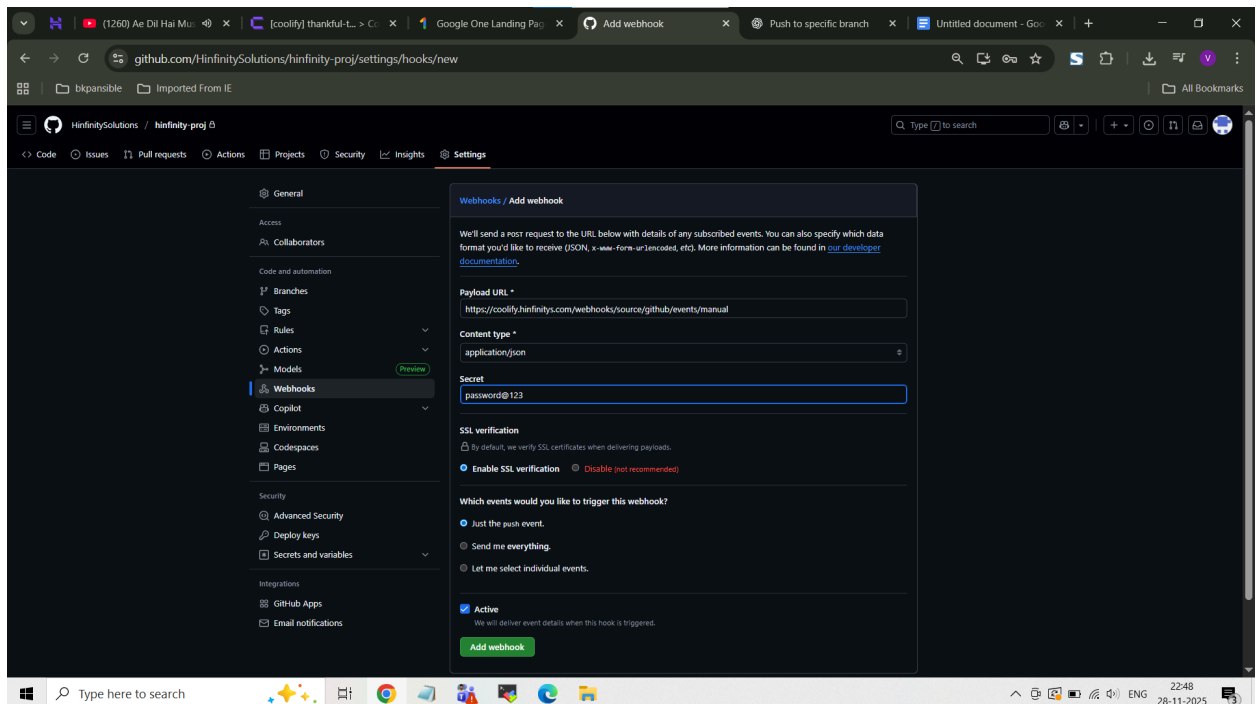 (1260) Ae Dil Hai Mus
[coolify] thankful-t... > Co
Google One Landing Pag
Add webhook
Push to specific branch
Untitled document - Goo
github.com/HinfinitySolutions/hinfinity-proj/settings/hooks/new
V
bkpansible
Imported From IE
All Bookmarks
HinfinitySolutions / hinfinity-proj
Type / to search
Code
Issues
Pull requests
Actions
Projects
Security
Insights
Settings
General
Access
Collaborators
Code and automation
Branches
Tags
Rules
Actions
Models
Preview
Webhooks
Copilot
Environments
Codespaces
Pages
Security
Advanced Security
Deploy keys
Secrets and variables
Integrations
GitHub Apps
Email notifications
Webhooks / Add webhook
We'll send a POST request to the URL below with details of any subscribed events. You can also specify which data
format you'd like to receive (JSON, x-www-form-urlencoded, etc). More information can be found in our developer
documentation.
Payload URL *
https://coolify.hinfinitys.com/webhooks/source/github/events/manual
Content type *
application/json
Secret
password@123
SSL verification
By default, we verify SSL certificates when delivering payloads.
Enable SSL verification
Disable (not recommended)
Which events would you like to trigger this webhook?
Just the push event.
Send me everything.
Let me select individual events.
Active
We will deliver event details when this hook is triggered.
Add webhook
Type here to search
ENG
22:48
28-11-2025
3